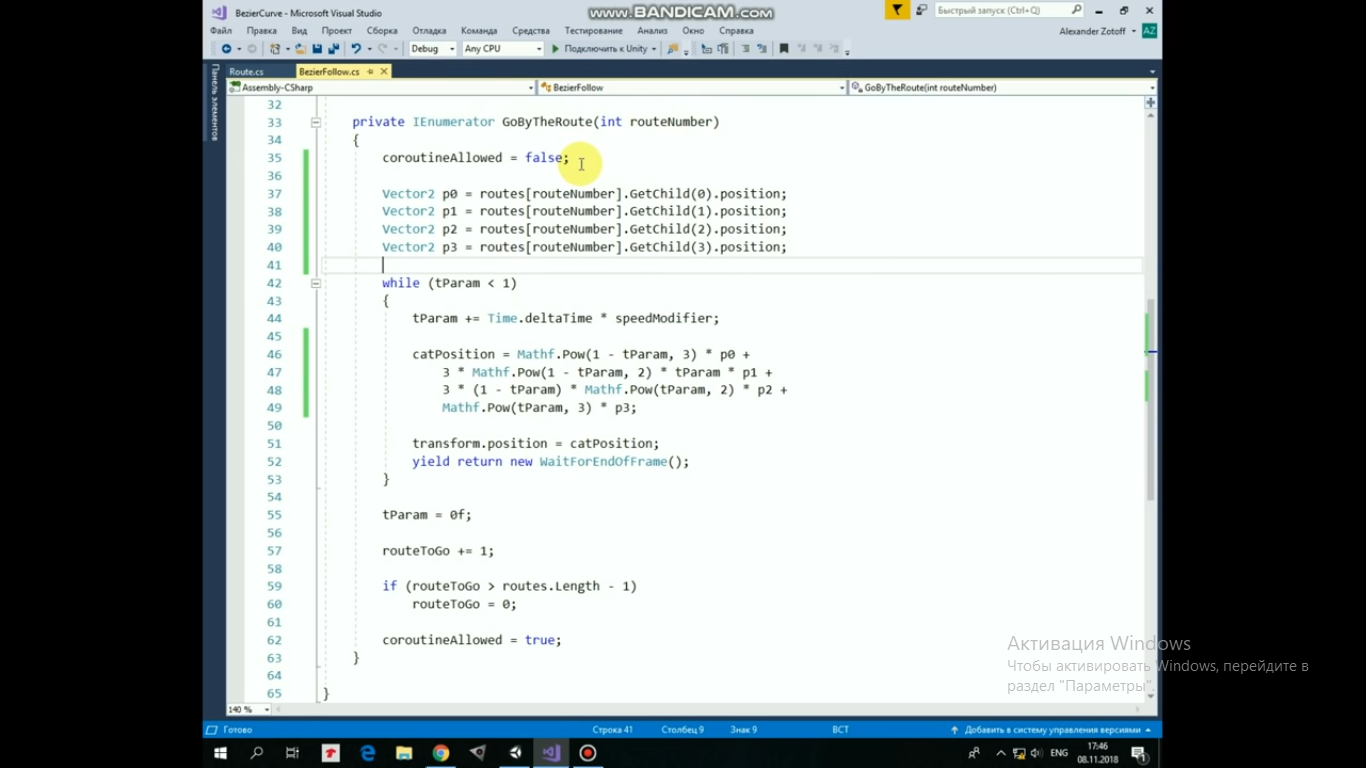 BezierCurve - Microsoft Visual Studio
www.BANDICAM.com
Быстрый запуск (Ctrl+Q)
Файл Правка Вид Проект Сборка Отладка Команда Средства Тестирование Анализ Окно Справка
Alexander Zotoff AZ
Debug Any CPU Подключить к Unity
Панель элементов
Route.cs BezierFollow.cs
Assembly-CSharp BezierFollow GoByTheRoute(int routeNumber)
32
33 private IEnumerator GoByTheRoute(int routeNumber)
34 {
35 coroutineAllowed = false;
36
37 Vector2 p0 = routes[routeNumber].GetChild(0).position;
38 Vector2 p1 = routes[routeNumber].GetChild(1).position;
39 Vector2 p2 = routes[routeNumber].GetChild(2).position;
40 Vector2 p3 = routes[routeNumber].GetChild(3).position;
41
42 while (tParam < 1)
43 {
44 tParam += Time.deltaTime * speedModifier;
45
46 catPosition = Mathf.Pow(1 - tParam, 3) * p0 +
47 3 * Mathf.Pow(1 - tParam, 2) * tParam * p1 +
48 3 * (1 - tParam) * Mathf.Pow(tParam, 2) * p2 +
49 Mathf.Pow(tParam, 3) * p3;
50
51 transform.position = catPosition;
52 yield return new WaitForEndOfFrame();
53 }
54
55 tParam = 0f;
56
57 routeToGo += 1;
58
59 if (routeToGo > routes.Length - 1)
60 routeToGo = 0;
61
62 coroutineAllowed = true;
63 }
64
65 }
Активация Windows
Чтобы активировать Windows, перейдите в
раздел "Параметры".
140 %
Готово Строка 41 Столбец 9 Знак 9 ВСТ Добавить в систему управления версиями
ENG 17:46
08.11.2018
1